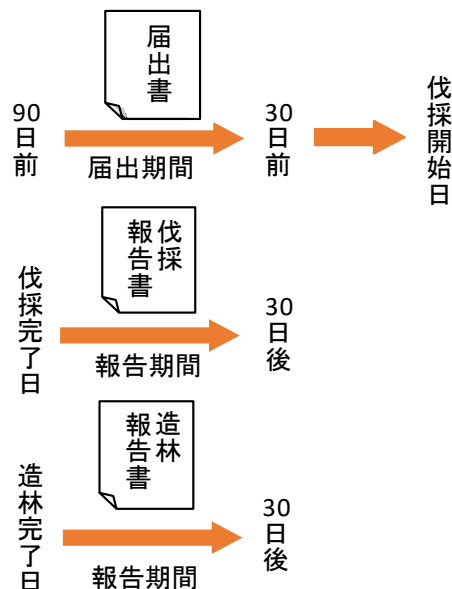 届出書
90日前
届出期間
30日前
伐採開始日
伐採
報告書
伐採完了日
報告期間
30日後
造林
報告書
造林完了日
報告期間
30日後